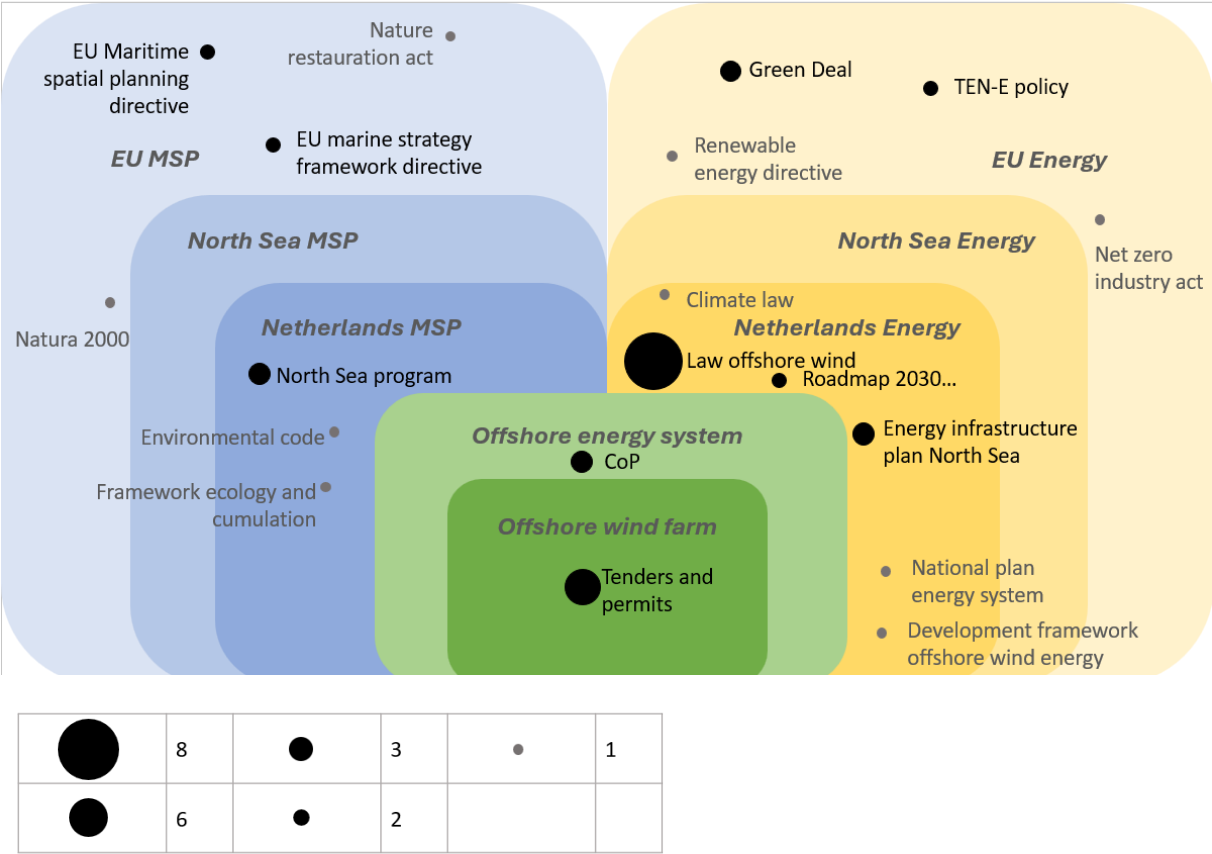 EU Maritime
spatial planning
directive
Nature
restauration act
Green Deal
TEN-E policy
EU marine strategy
framework directive
EU MSP
Renewable
energy directive
EU Energy
North Sea MSP
North Sea Energy
Net zero
industry act
Natura 2000
Climate law
Netherlands MSP
Netherlands Energy
Law offshore wind
North Sea program
Roadmap 2030...
Environmental code
Offshore energy system
Energy infrastructure
plan North Sea
CoP
Framework ecology and
cumulation
Offshore wind farm
Tenders and
permits
National plan
energy system
Development framework
offshore wind energy
8
3
1
6
2